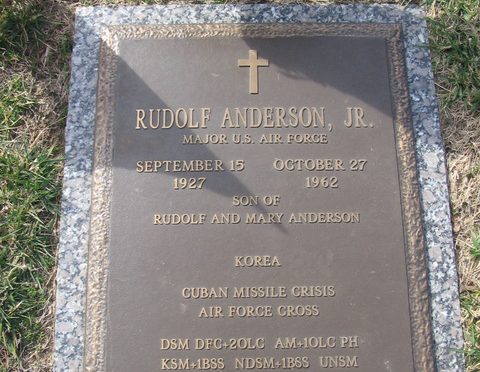 RUDOLF ANDERSON, JR.
MAJOR U.S. AIR FORCE
SEPTEMBER 15 OCTOBER 27
1927 1962
SON OF
RUDOLF AND MARY ANDERSON
KOREA
CUBAN MISSILE CRISIS
AIR FORCE CROSS
DSM DFC+2OLC AM+1OLC PH
KSM+1BSS NDSM+1BSS UNSM